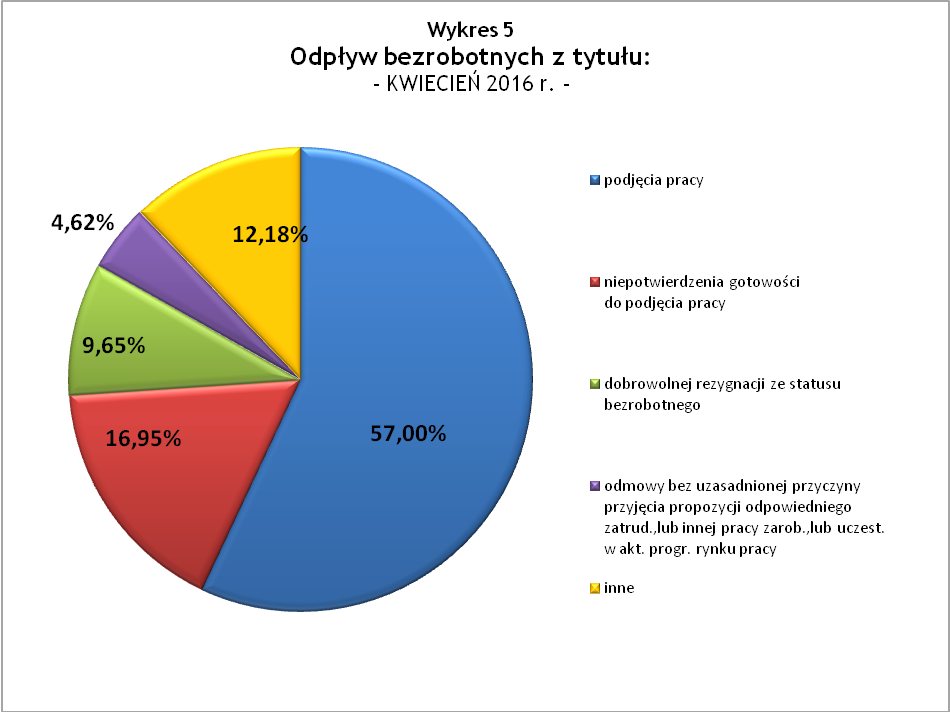 Wykres 5
Odpływ bezrobotnych z tytułu:
- KWIECIEŃ 2016 r. -
4,62%
12,18%
9,65%
16,95%
57,00%
podjęcia pracy
niepotwierdzenia gotowości
do podjęcia pracy
dobrowolnej rezygnacji ze statusu
bezrobotnego
odmowy bez uzasadnionej przyczyny
przyjęcia propozycji odpowiedniego
zatrud.,lub innej pracy zarob.,lub uczest.
w akt. progr. rynku pracy
inne